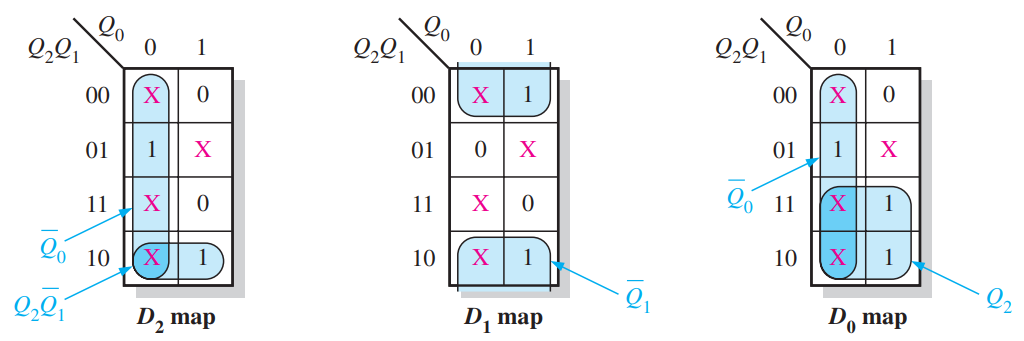 Q₀
Q₂Q₁ 0 1
00 X 0
01 1 X
11 X 0
10 X 1
Q̅₀
Q₂Q̅₁
D₂ map
Q₀
Q₂Q₁ 0 1
00 X 1
01 0 X
11 X 0
10 X 1
Q̅₁
D₁ map
Q₀
Q₂Q₁ 0 1
00 X 0
01 1 X
11 X 1
10 X 1
Q̅₀
Q₂
D₀ map